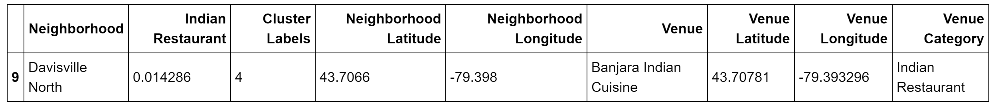 Neighborhood Indian Restaurant Cluster Labels Neighborhood Latitude Neighborhood Longitude Venue Venue Latitude Venue Longitude Venue Category
9 Davisville North 0.014286 4 43.7066 -79.398 Banjara Indian Cuisine 43.70781 -79.393296 Indian Restaurant